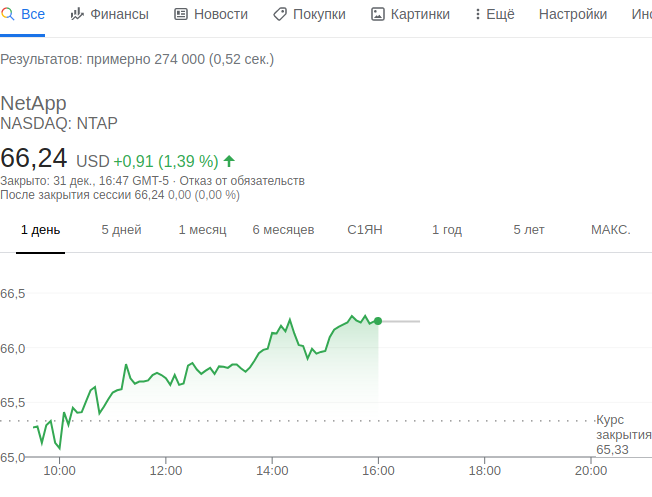 Все Финансы Новости Покупки Картинки Ещё Настройки Инс
Результатов: примерно 274 000 (0,52 сек.)
NetApp
NASDAQ: NTAP
66,24 USD +0,91 (1,39 %)
Закрыто: 31 дек., 16:47 GMT-5 · Отказ от обязательств
После закрытия сессии 66,24 0,00 (0,00 %)
1 день 5 дней 1 месяц 6 месяцев С1ЯН 1 год 5 лет МАКС.
66,5
66,0
65,5
Курс
закрытия
65,33
65,0
10:00 12:00 14:00 16:00 18:00 20:00